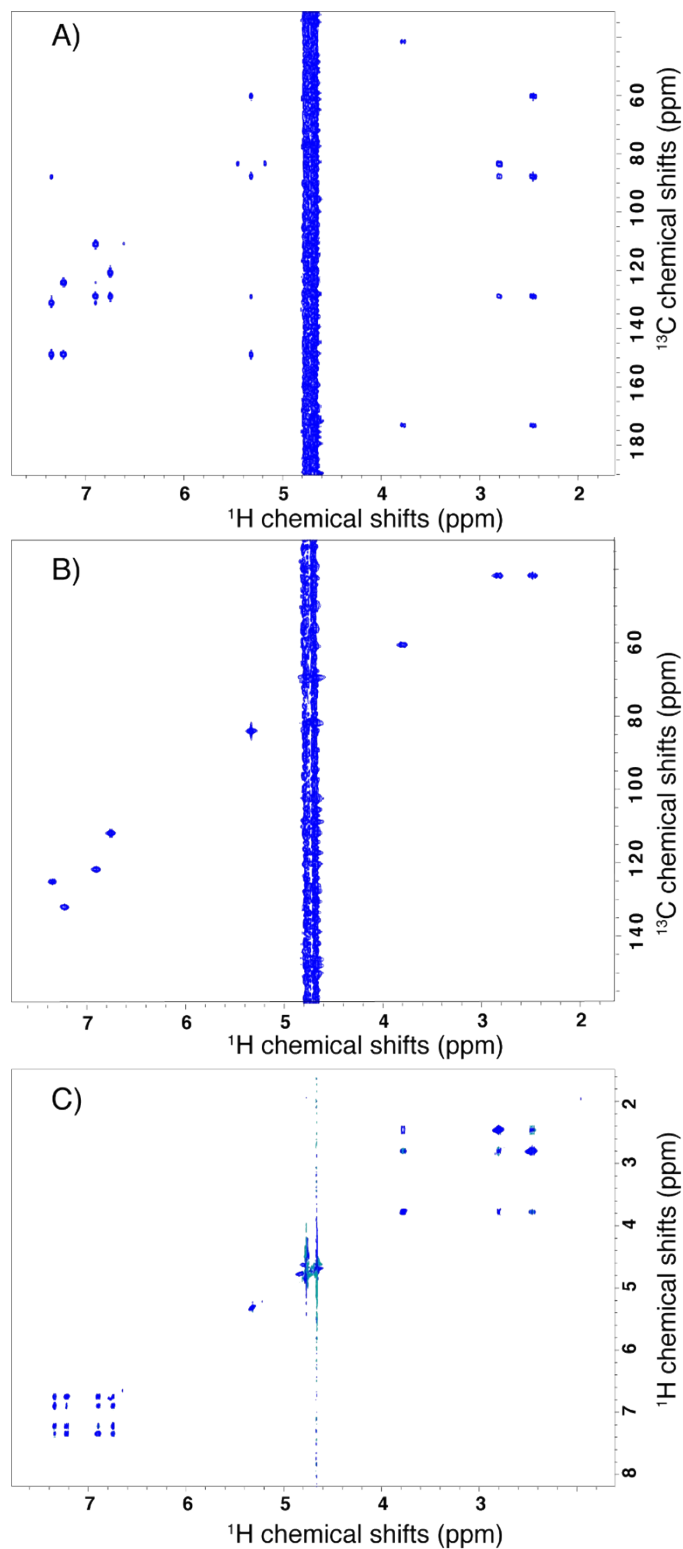 A)
60
80
100
120
140
160
180
¹³C chemical shifts (ppm)
7 6 5 4 3 2
¹H chemical shifts (ppm)
B)
60
80
100
120
140
¹³C chemical shifts (ppm)
7 6 5 4 3 2
¹H chemical shifts (ppm)
C)
2
3
4
5
6
7
8
¹H chemical shifts (ppm)
7 6 5 4 3
¹H chemical shifts (ppm)